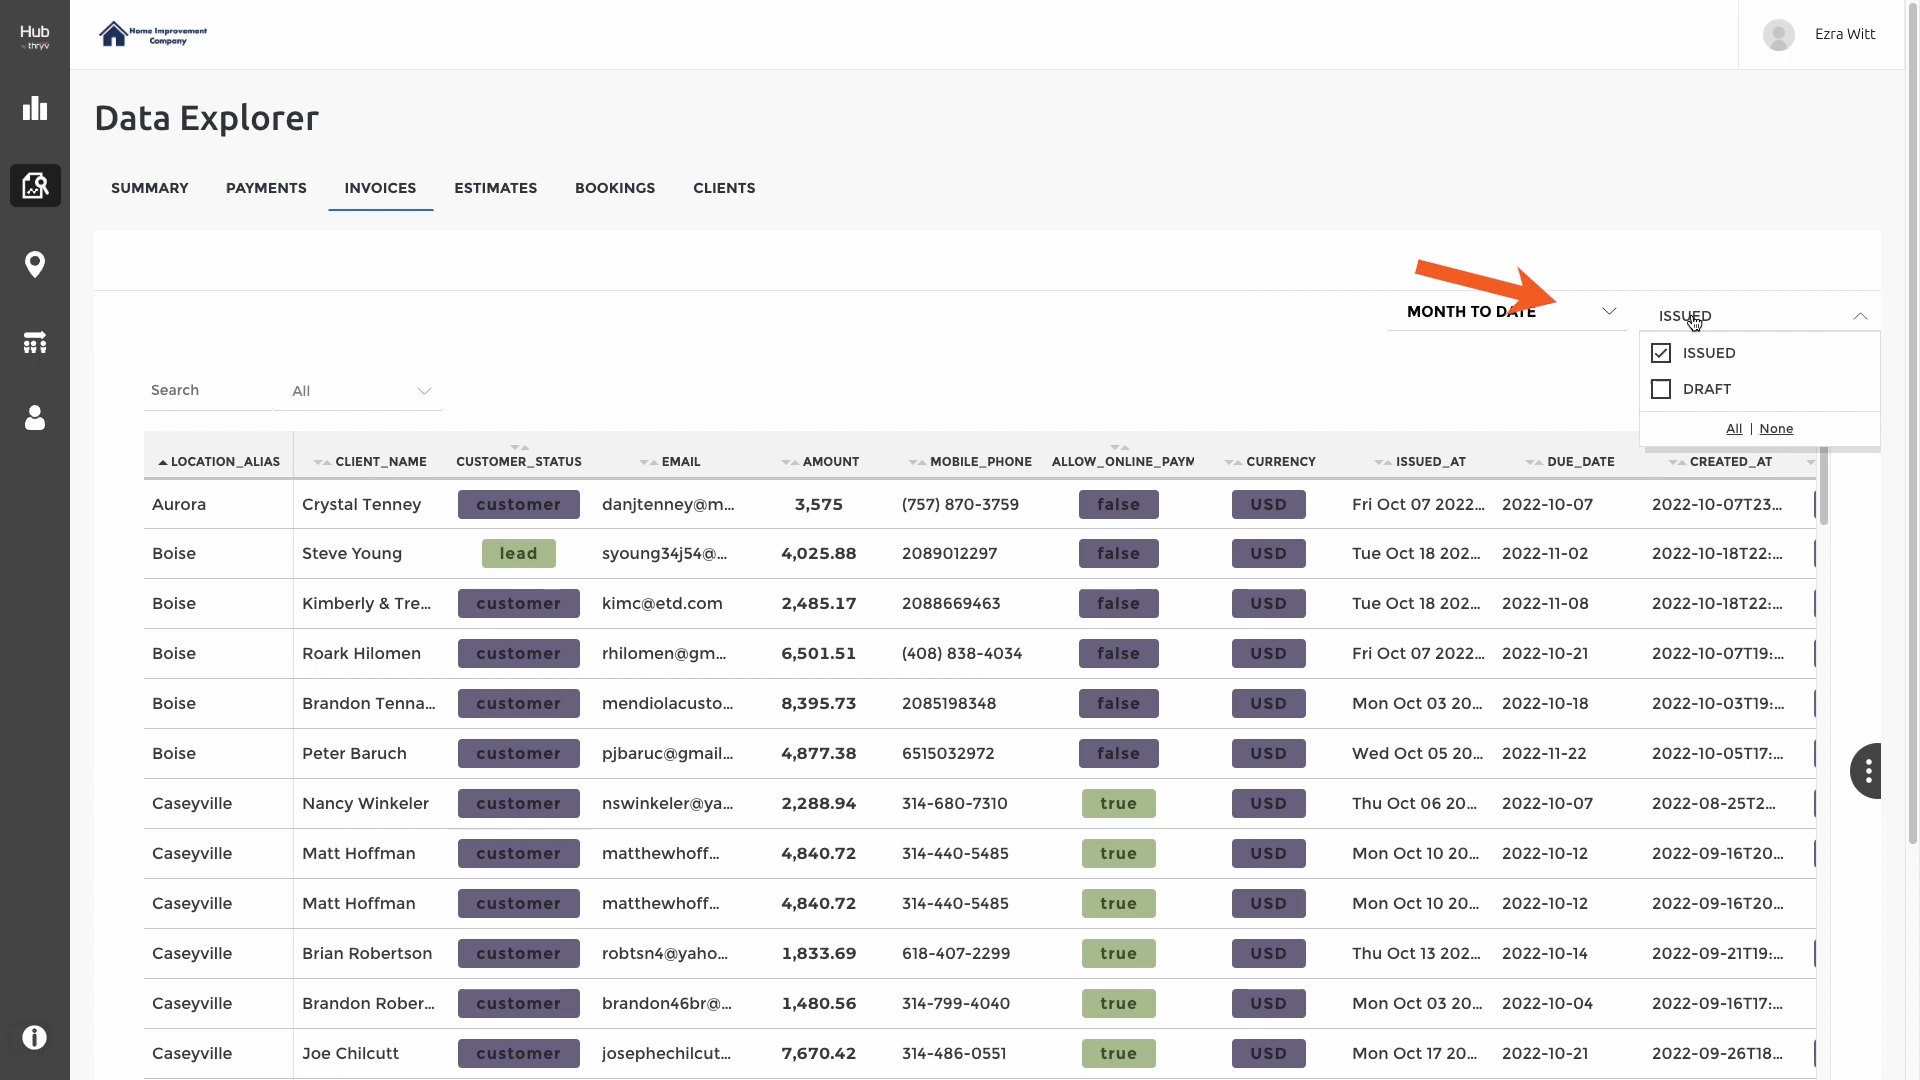 Hub
by thryv
Home Improvement
Company
Ezra Witt
Data Explorer
SUMMARY PAYMENTS INVOICES ESTIMATES BOOKINGS CLIENTS
MONTH TO DATE
ISSUED
ISSUED
DRAFT
All | None
Search All
LOCATION_ALIAS CLIENT_NAME CUSTOMER_STATUS EMAIL AMOUNT MOBILE_PHONE ALLOW_ONLINE_PAYM CURRENCY ISSUED_AT DUE_DATE CREATED_AT
Aurora Crystal Tenney customer danjtenney@m... 3,575 (757) 870-3759 false USD Fri Oct 07 2022... 2022-10-07 2022-10-07T23...
Boise Steve Young lead syoung34j54@... 4,025.88 2089012297 false USD Tue Oct 18 202... 2022-11-02 2022-10-18T22:...
Boise Kimberly & Tre... customer kimc@etd.com 2,485.17 2088669463 false USD Tue Oct 18 202... 2022-11-08 2022-10-18T22:...
Boise Roark Hilomen customer rhilomen@gm... 6,501.51 (408) 838-4034 false USD Fri Oct 07 2022... 2022-10-21 2022-10-07T19:...
Boise Brandon Tenna... customer mendiolacusto... 8,395.73 2085198348 false USD Mon Oct 03 20... 2022-10-18 2022-10-03T19:...
Boise Peter Baruch customer pjbaruc@gmail... 4,877.38 6515032972 false USD Wed Oct 05 20... 2022-11-22 2022-10-05T17:...
Caseyville Nancy Winkeler customer nswinkeler@ya... 2,288.94 314-680-7310 true USD Thu Oct 06 20... 2022-10-07 2022-08-25T2...
Caseyville Matt Hoffman customer matthewhoff... 4,840.72 314-440-5485 true USD Mon Oct 10 20... 2022-10-12 2022-09-16T20...
Caseyville Matt Hoffman customer matthewhoff... 4,840.72 314-440-5485 true USD Mon Oct 10 20... 2022-10-12 2022-09-16T20...
Caseyville Brian Robertson customer robtsn4@yaho... 1,833.69 618-407-2299 true USD Thu Oct 13 202... 2022-10-14 2022-09-21T19:...
Caseyville Brandon Rober... customer brandon46br@... 1,480.56 314-799-4040 true USD Mon Oct 03 20... 2022-10-04 2022-09-16T17:...
Caseyville Joe Chilcutt customer josephechilcut... 7,670.42 314-486-0551 true USD Mon Oct 17 20... 2022-10-21 2022-09-26T18...